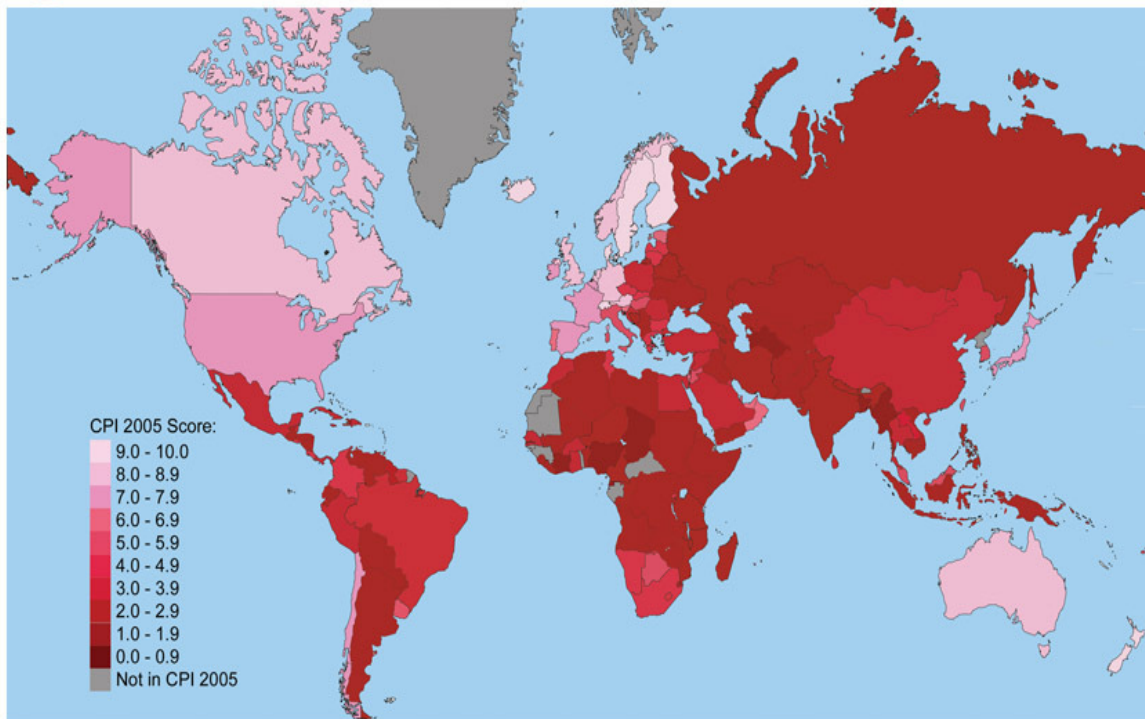 CPI 2005 Score:
9.0 - 10.0
8.0 - 8.9
7.0 - 7.9
6.0 - 6.9
5.0 - 5.9
4.0 - 4.9
3.0 - 3.9
2.0 - 2.9
1.0 - 1.9
0.0 - 0.9
Not in CPI 2005